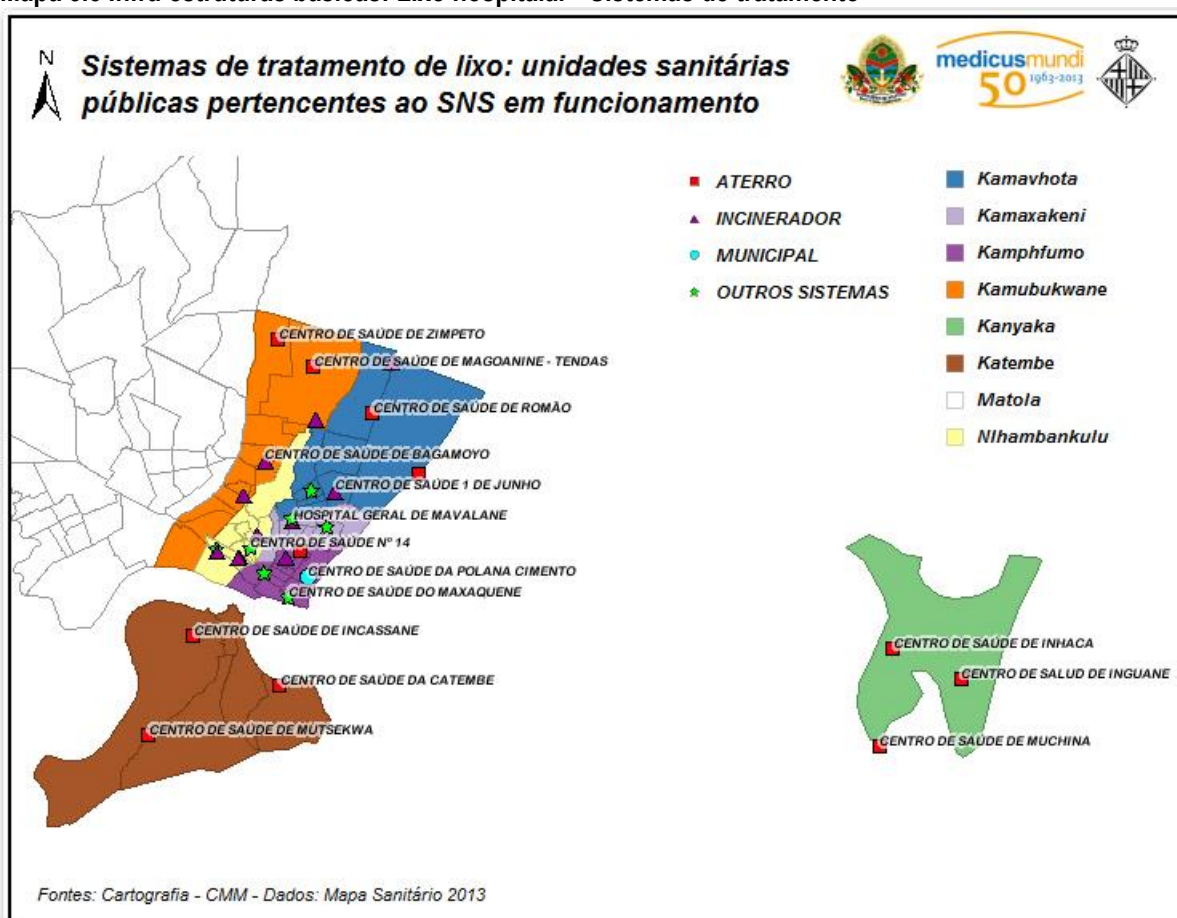 N
Sistemas de tratamento de lixo: unidades sanitárias
públicas pertencentes ao SNS em funcionamento
medicusmundi
50 1963-2013
ATERRO
INCINERADOR
MUNICIPAL
OUTROS SISTEMAS
Kamavhota
Kamaxakeni
Kamphfumo
Kamubukwane
Kanyaka
Katembe
Matola
Nlhambankulu
CENTRO DE SAÚDE DE ZIMPETO
CENTRO DE SAÚDE DE MAGOANINE - TENDAS
CENTRO DE SAÚDE DE ROMÃO
CENTRO DE SAÚDE DE BAGAMOYO
CENTRO DE SAÚDE 1 DE JUNHO
HOSPITAL GERAL DE MAVALANE
CENTRO DE SAÚDE Nº 14
CENTRO DE SAÚDE DA POLANA CIMENTO
CENTRO DE SAÚDE DO MAXAQUENE
CENTRO DE SAÚDE DE INCASSANE
CENTRO DE SAÚDE DA CATEMBE
CENTRO DE SAÚDE DE MUTSEKWA
CENTRO DE SAÚDE DE INHACA
CENTRO DE SALUD DE INGUANE
CENTRO DE SAÚDE DE MUCHINA
Fontes: Cartografia - CMM - Dados: Mapa Sanitário 2013